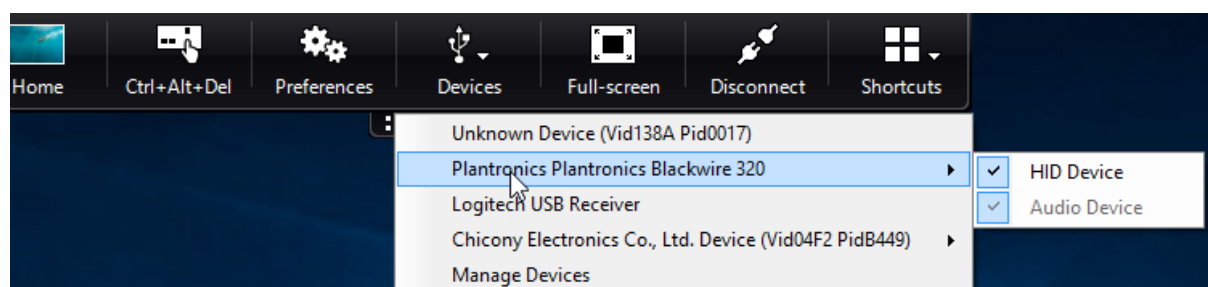 Home Ctrl+Alt+Del Preferences Devices Full-screen Disconnect Shortcuts
Unknown Device (Vid138A Pid0017)
Plantronics Plantronics Blackwire 320
HID Device
Logitech USB Receiver
Audio Device
Chicony Electronics Co., Ltd. Device (Vid04F2 PidB449)
Manage Devices